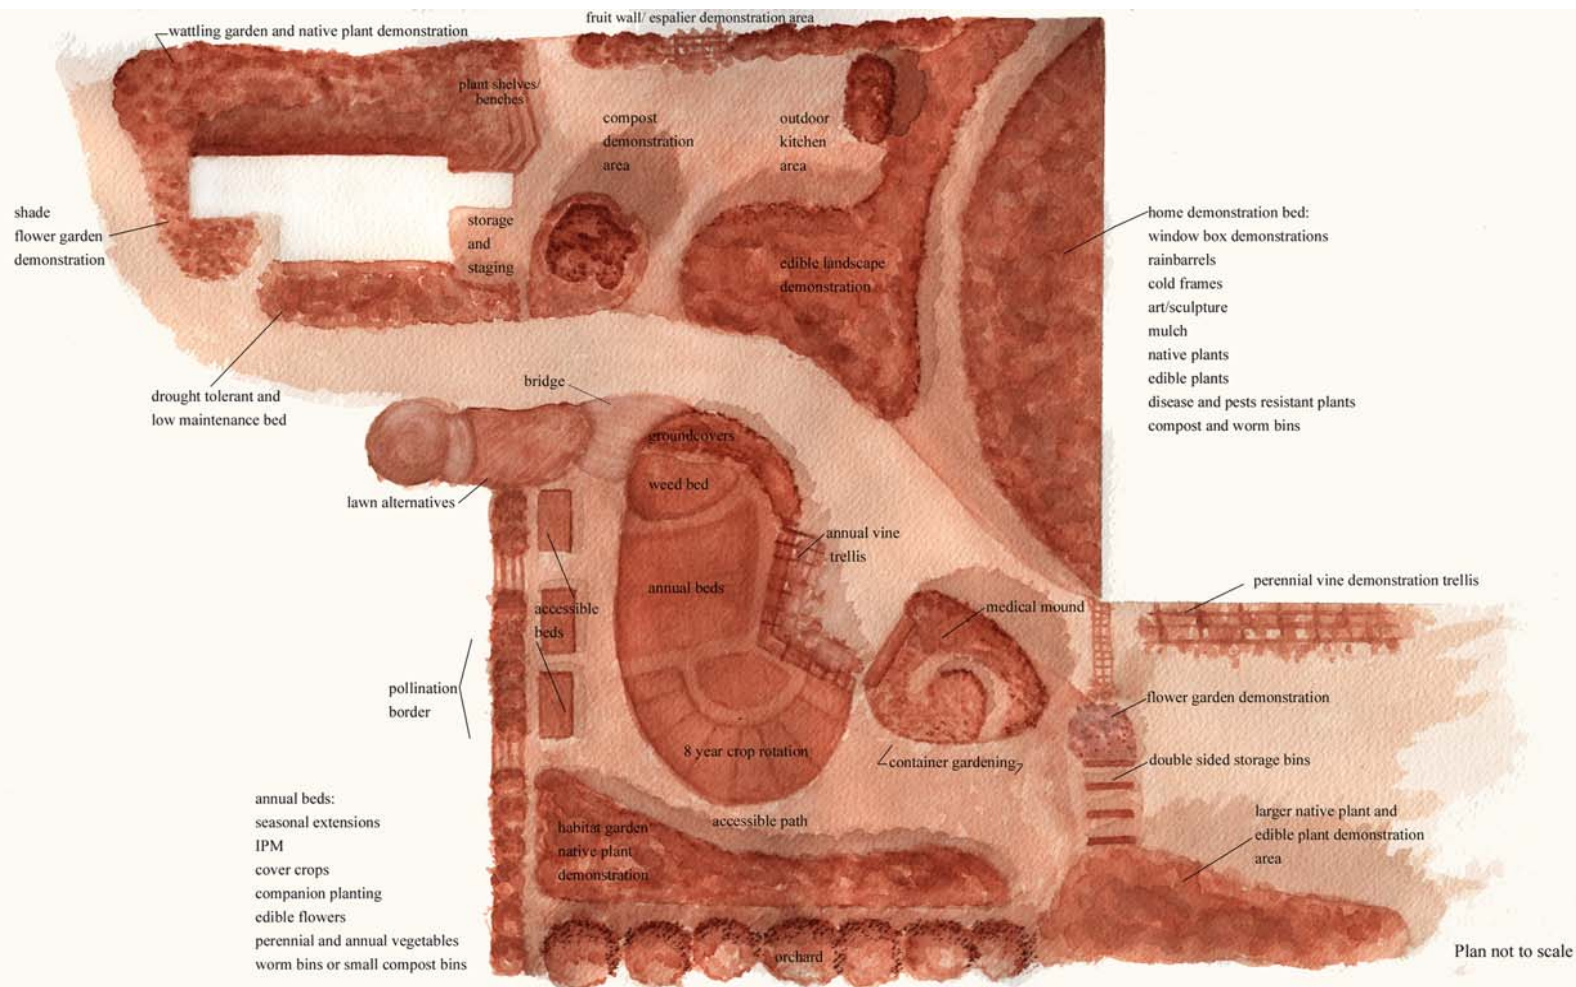 fruit wall/ espalier demonstration area
wattling garden and native plant demonstration
plant shelves/
benches
compost
demonstration
area
outdoor
kitchen
area
shade
flower garden
demonstration
storage
and
staging
edible landscape
demonstration
home demonstration bed:
window box demonstrations
rainbarrels
cold frames
art/sculpture
mulch
native plants
edible plants
disease and pests resistant plants
compost and worm bins
drought tolerant and
low maintenance bed
bridge
groundcovers
weed bed
lawn alternatives
annual vine
trellis
annual beds
accessible
beds
perennial vine demonstration trellis
medical mound
pollination
border
flower garden demonstration
8 year crop rotation
container gardening
double sided storage bins
annual beds:
seasonal extensions
IPM
cover crops
companion planting
edible flowers
perennial and annual vegetables
worm bins or small compost bins
accessible path
habitat garden
native plant
demonstration
larger native plant and
edible plant demonstration
area
orchard
Plan not to scale